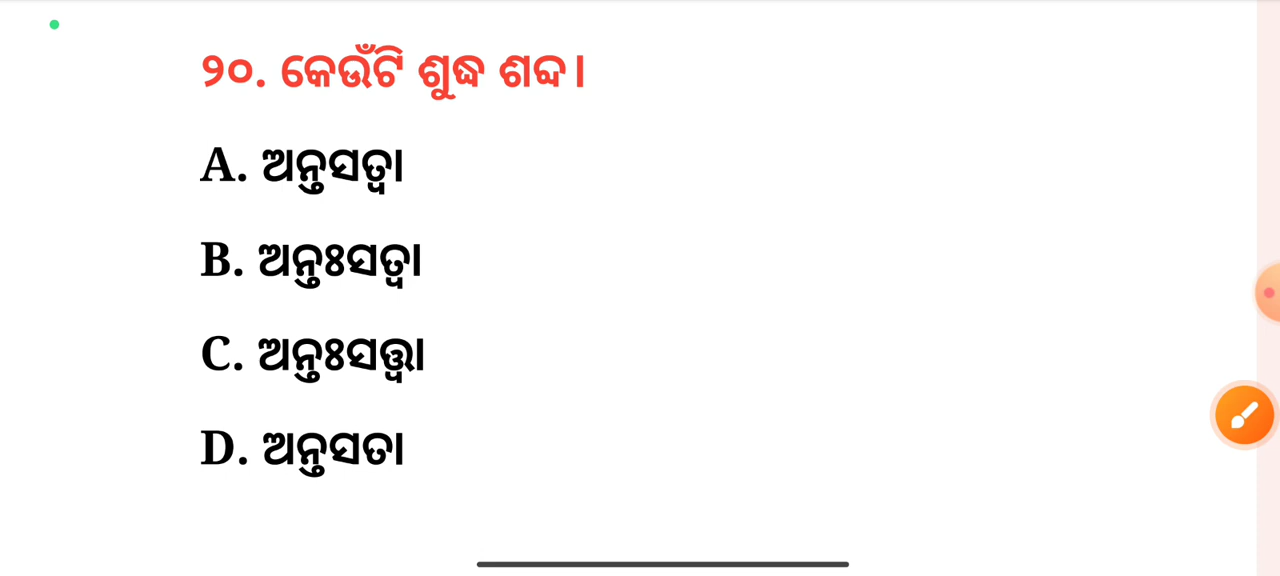 ୨୦. କେଉଁଟି ଶୁଦ୍ଧ ଶବ୍ଦ ।
A. ଅନ୍ତସତ୍ୱା
B. ଅନ୍ତଃସତ୍ୱା
C. ଅନ୍ତଃସତ୍ତ୍ୱା
D. ଅନ୍ତସତା